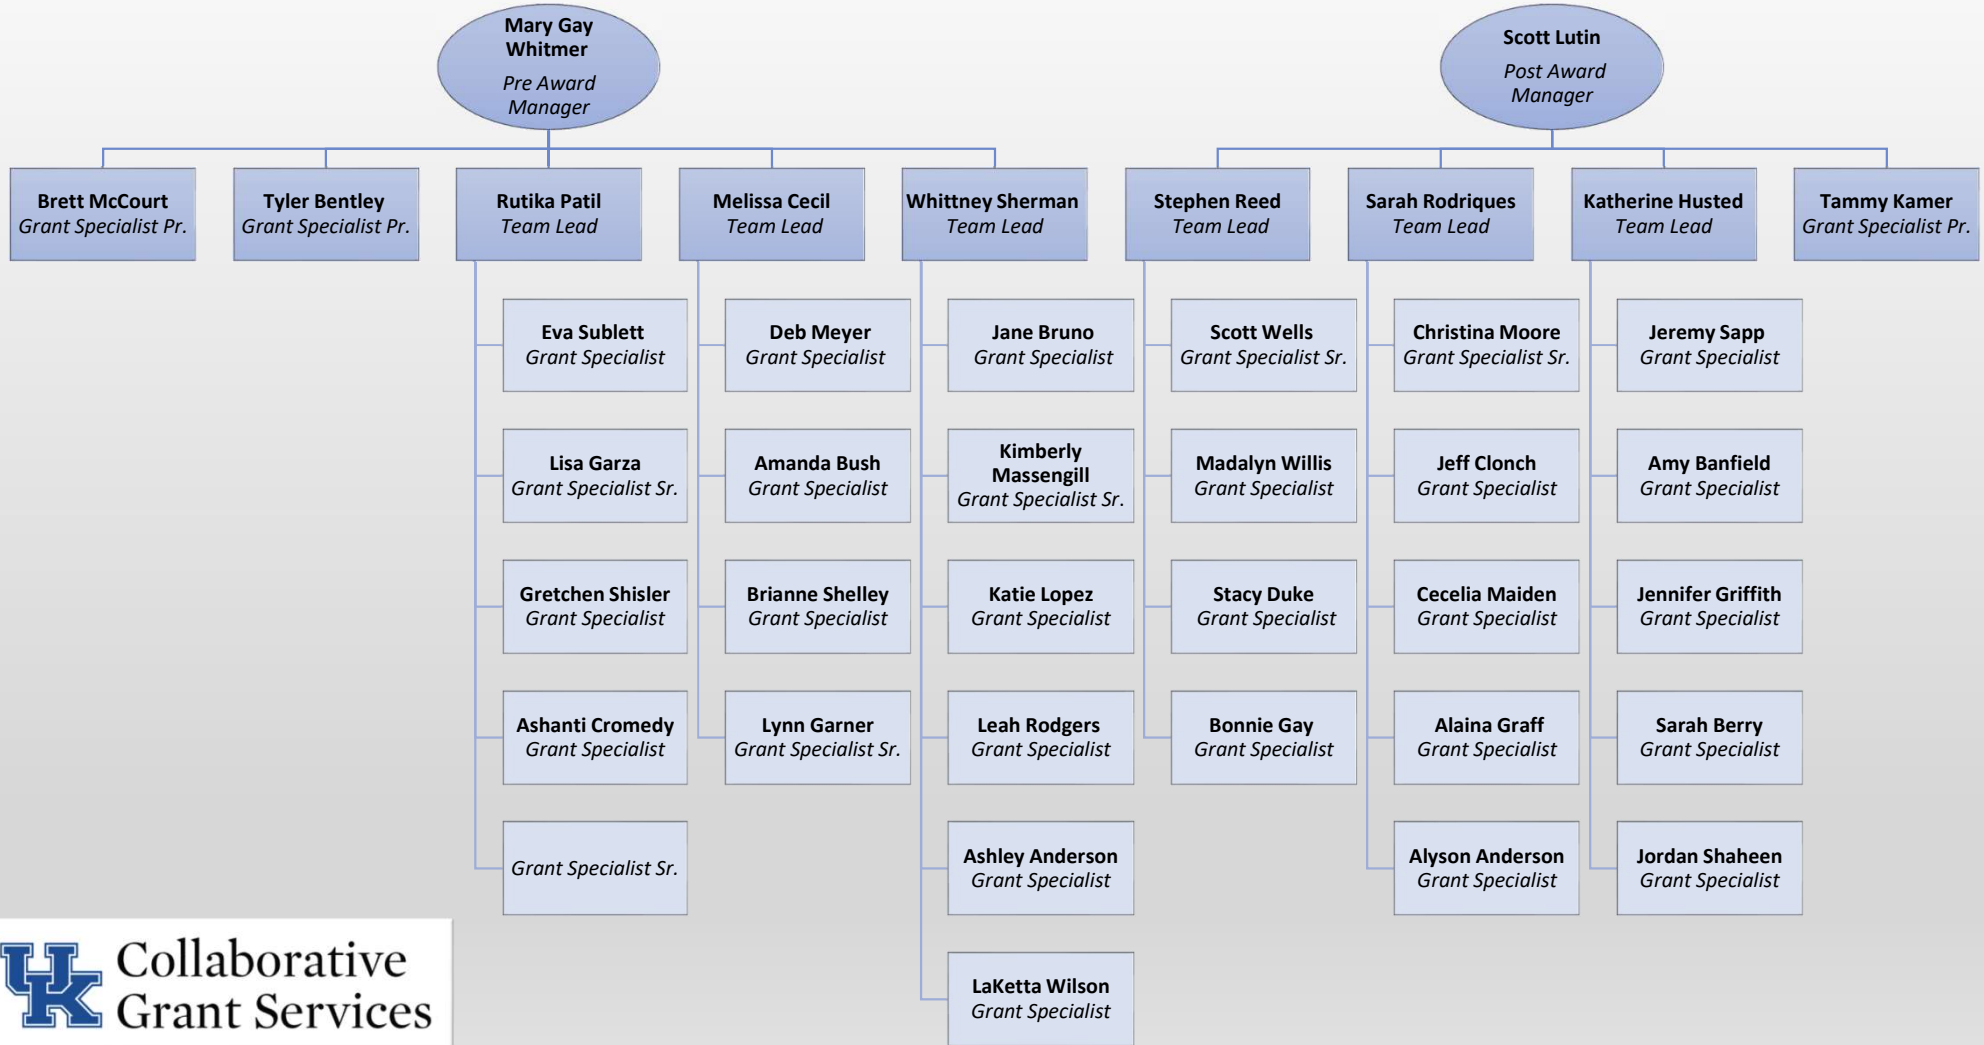 Mary Gay
Whitmer
Pre Award
Manager
Scott Lutin
Post Award
Manager
Brett McCourt
Grant Specialist Pr.
Tyler Bentley
Grant Specialist Pr.
Rutika Patil
Team Lead
Melissa Cecil
Team Lead
Whittney Sherman
Team Lead
Stephen Reed
Team Lead
Sarah Rodriques
Team Lead
Katherine Husted
Team Lead
Tammy Kamer
Grant Specialist Pr.
Eva Sublett
Grant Specialist
Lisa Garza
Grant Specialist Sr.
Gretchen Shisler
Grant Specialist
Ashanti Cromedy
Grant Specialist
Grant Specialist Sr.
Deb Meyer
Grant Specialist
Amanda Bush
Grant Specialist
Brianne Shelley
Grant Specialist
Lynn Garner
Grant Specialist Sr.
Jane Bruno
Grant Specialist
Kimberly
Massengill
Grant Specialist Sr.
Katie Lopez
Grant Specialist
Leah Rodgers
Grant Specialist
Ashley Anderson
Grant Specialist
LaKetta Wilson
Grant Specialist
Scott Wells
Grant Specialist Sr.
Madalyn Willis
Grant Specialist
Stacy Duke
Grant Specialist
Bonnie Gay
Grant Specialist
Christina Moore
Grant Specialist Sr.
Jeff Clonch
Grant Specialist
Cecelia Maiden
Grant Specialist
Alaina Graff
Grant Specialist
Alyson Anderson
Grant Specialist
Jeremy Sapp
Grant Specialist
Amy Banfield
Grant Specialist
Jennifer Griffith
Grant Specialist
Sarah Berry
Grant Specialist
Jordan Shaheen
Grant Specialist
UK
Collaborative
Grant Services